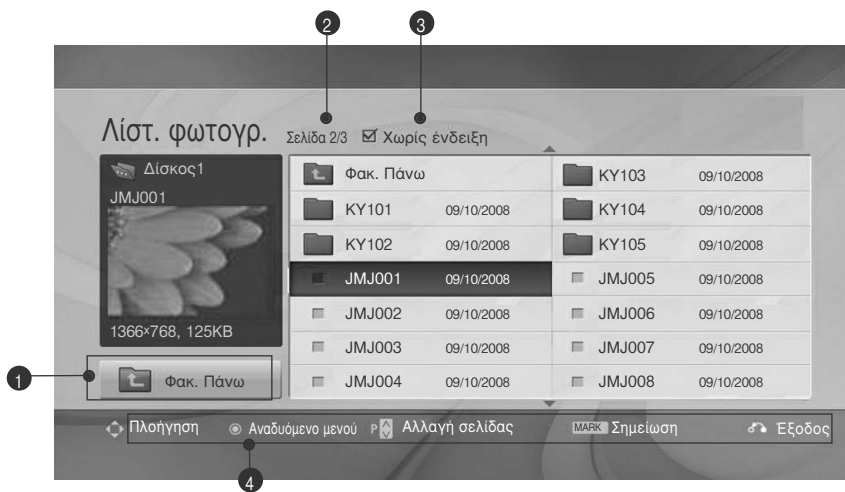 2
3
Λίστ. φωτογρ.
Σελίδα 2/3
Χωρίς ένδειξη
Δίσκος1
JMJ001
1366x768, 125KB
Φακ. Πάνω
Φακ. Πάνω
KY103 09/10/2008
KY101 09/10/2008
KY104 09/10/2008
KY102 09/10/2008
KY105 09/10/2008
JMJ001 09/10/2008
JMJ005 09/10/2008
JMJ002 09/10/2008
JMJ006 09/10/2008
JMJ003 09/10/2008
JMJ007 09/10/2008
JMJ004 09/10/2008
JMJ008 09/10/2008
1
Πλοήγηση
Αναδυόμενο μενού
P Αλλαγή σελίδας
MARK Σημείωση
Έξοδος
4